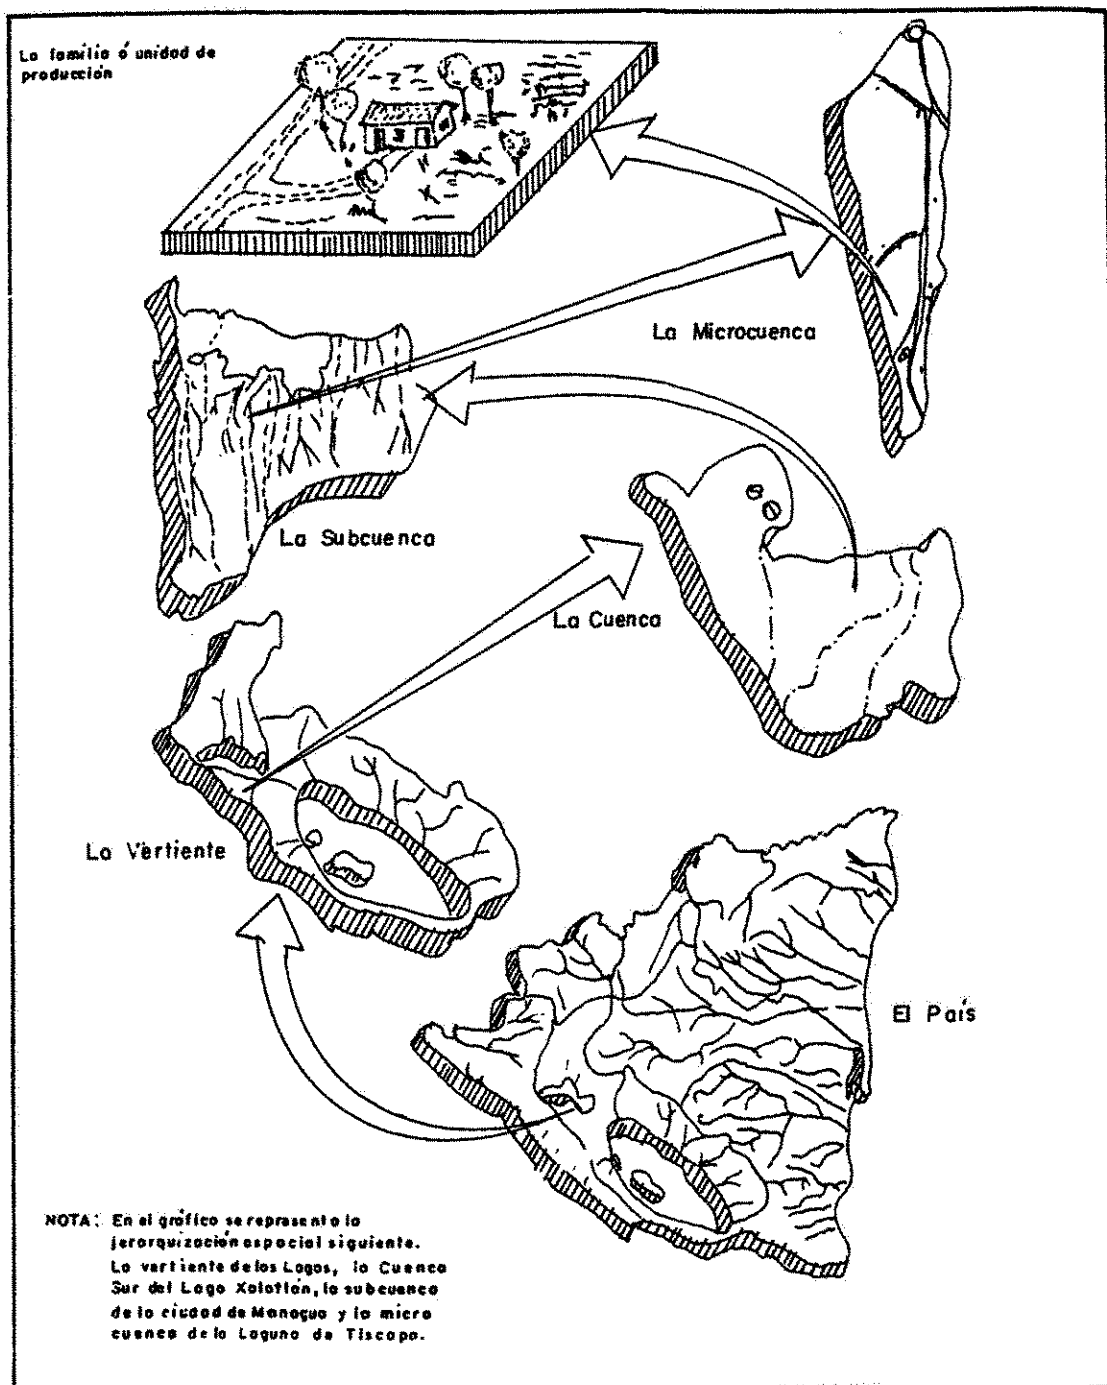 La familia ó unidad de
producción
La Microcuenca
La Subcuenca
La Cuenca
La Vertiente
El País
NOTA: En el gráfico se representa la
jerarquización espacial siguiente.
La vertiente de los Lagos, la Cuenca
Sur del Lago Xolotlán, la subcuenca
de la ciudad de Managua y la micro
cuenca de la Laguna de Tiscapa.